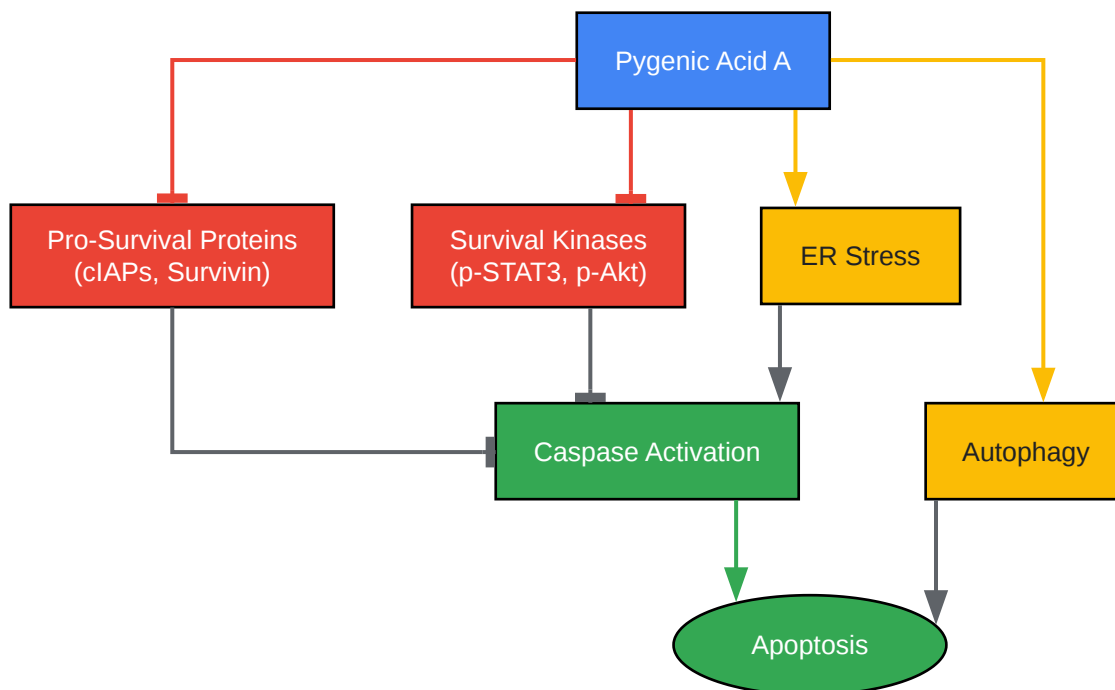 Pygenic Acid A
Pro-Survival Proteins
(cIAPs, Survivin)
Survival Kinases
(p-STAT3, p-Akt)
ER Stress
Caspase Activation
Autophagy
Apoptosis